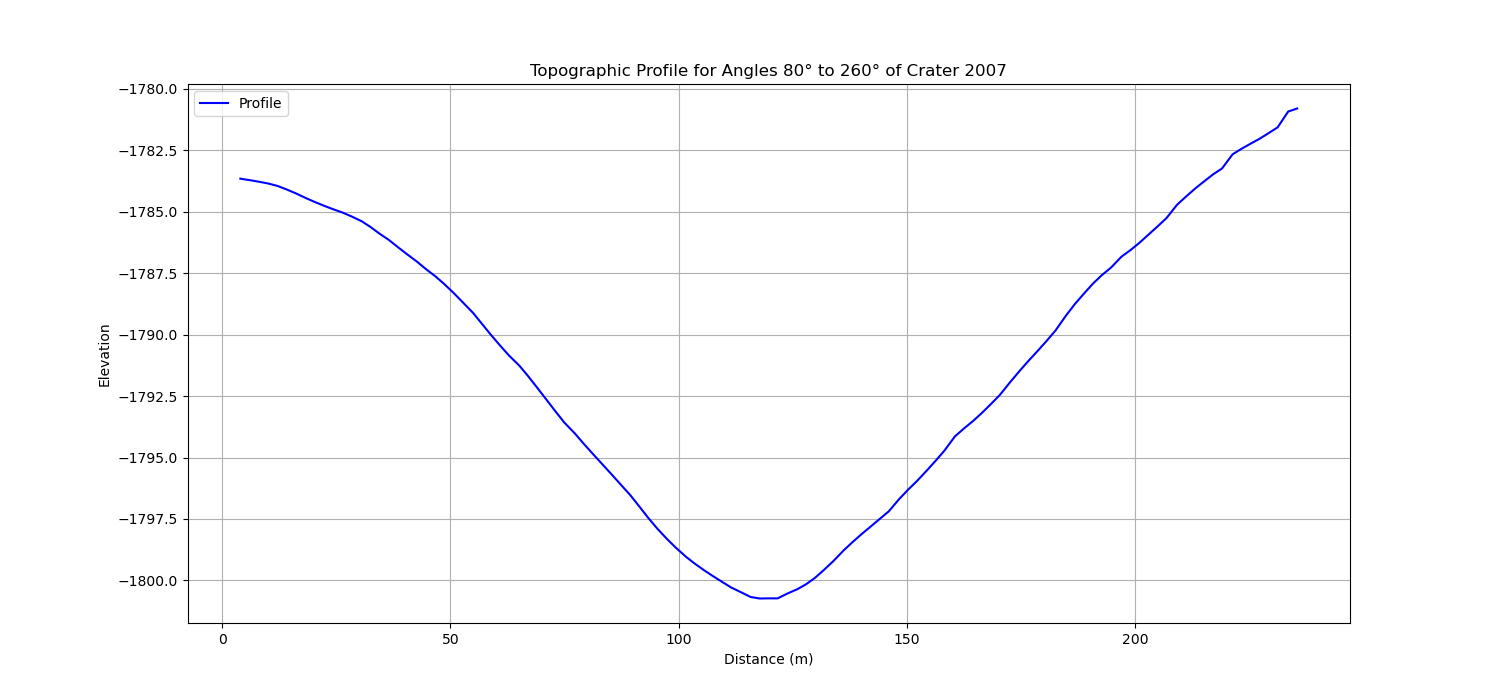 Topographic Profile for Angles 80° to 260° of Crater 2007
Profile
−1780.0
−1782.5
−1785.0
−1787.5
−1790.0
−1792.5
−1795.0
−1797.5
−1800.0
Elevation
0 50 100 150 200
Distance (m)